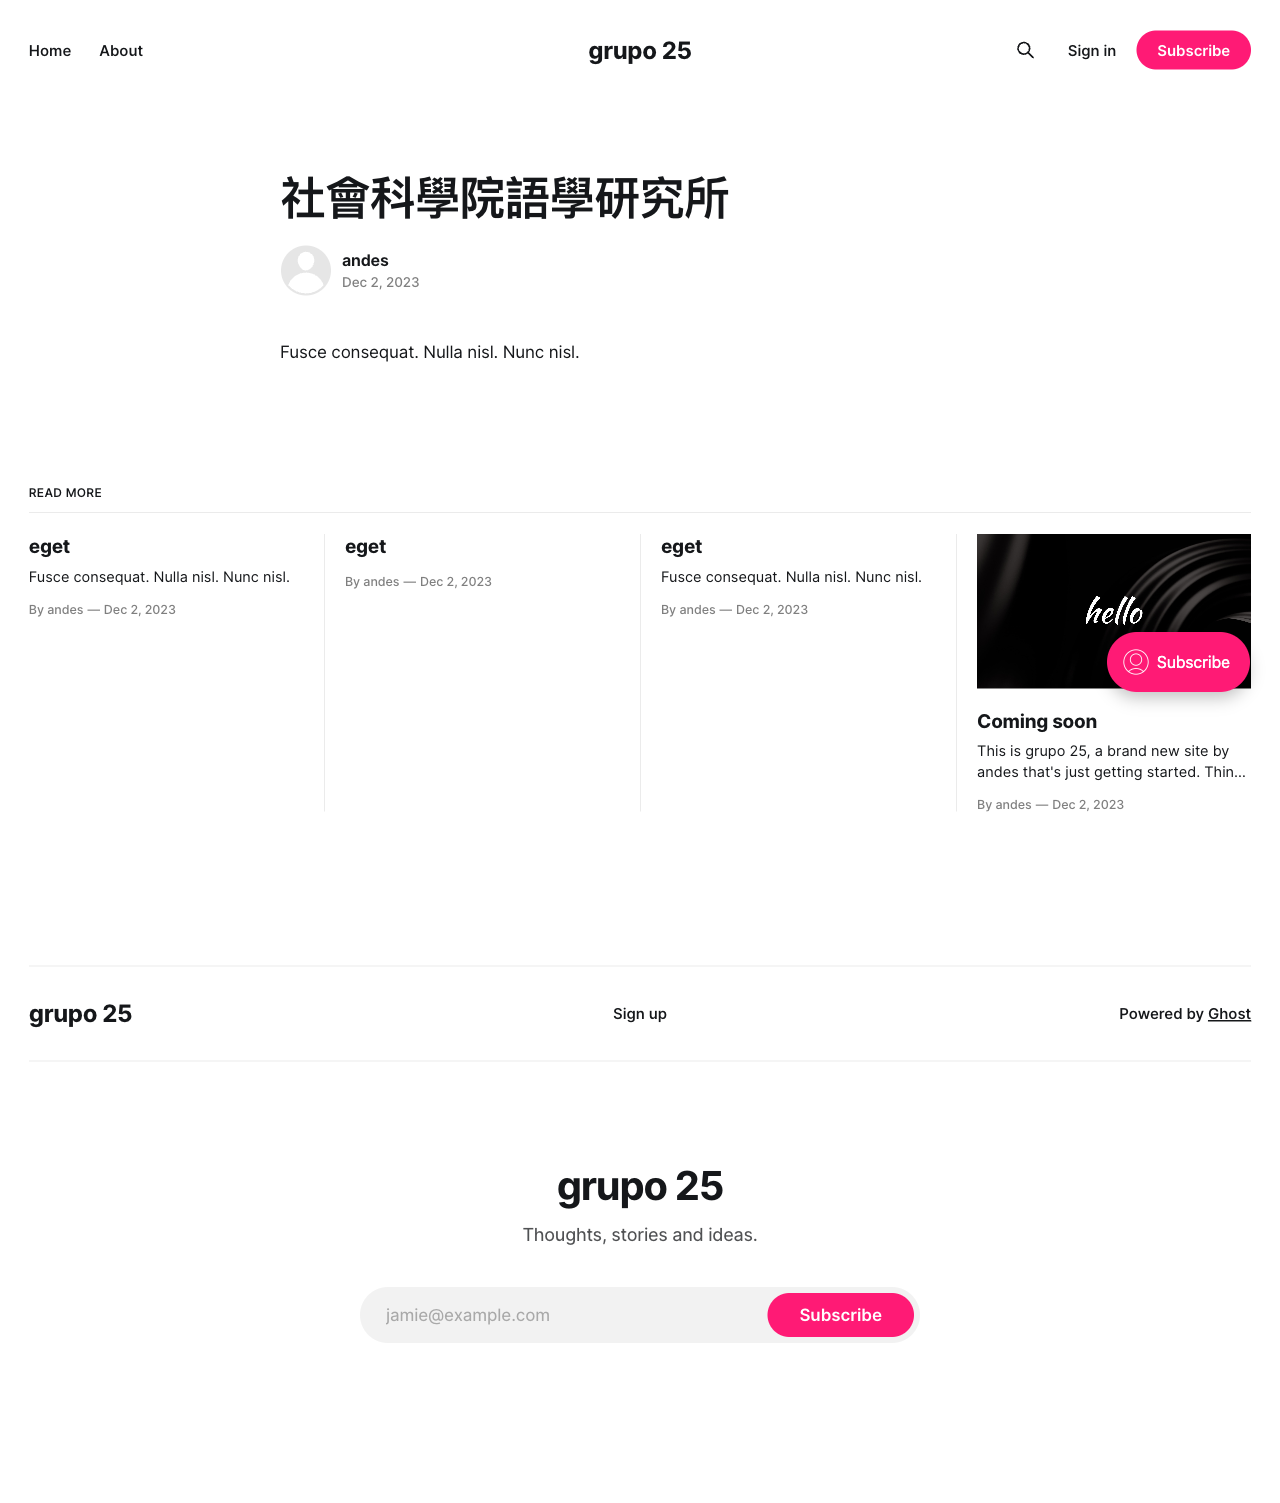 Home About grupo 25 Sign in Subscribe
社會科學院語學研究所
andes
Dec 2, 2023
Fusce consequat. Nulla nisl. Nunc nisl.
READ MORE
eget
Fusce consequat. Nulla nisl. Nunc nisl.
By andes — Dec 2, 2023
eget
By andes — Dec 2, 2023
eget
Fusce consequat. Nulla nisl. Nunc nisl.
By andes — Dec 2, 2023
hello
Subscribe
Coming soon
This is grupo 25, a brand new site by
andes that's just getting started. Thin...
By andes — Dec 2, 2023
grupo 25 Sign up Powered by Ghost
grupo 25
Thoughts, stories and ideas.
jamie@example.com Subscribe